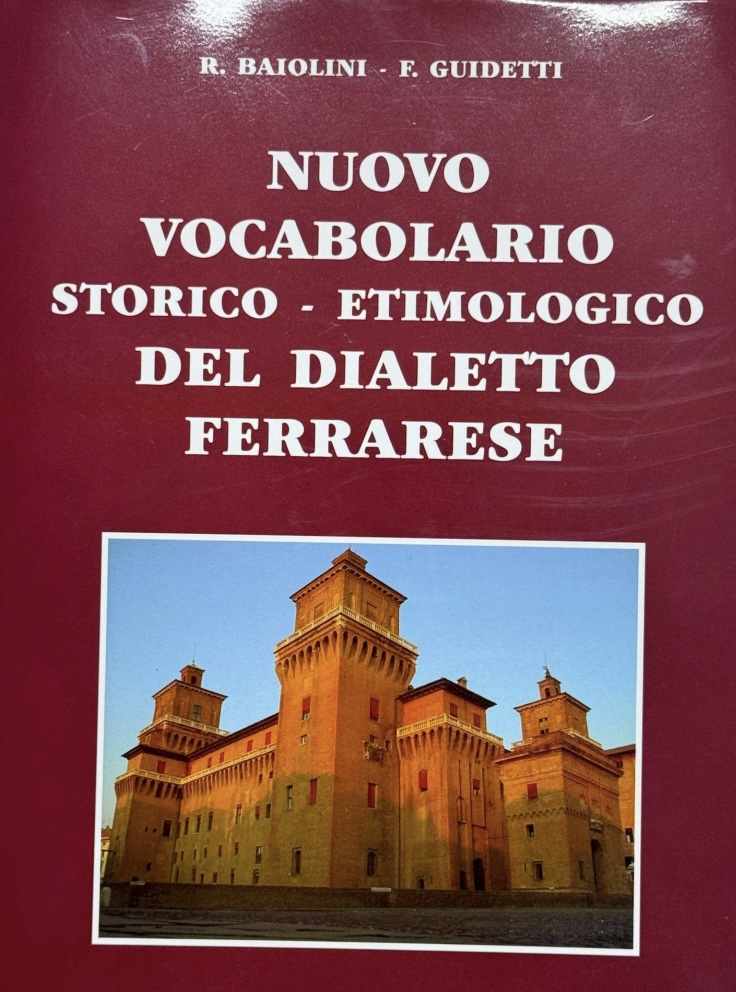 R. BAIOLINI - F. GUIDETTI
NUOVO
VOCABOLARIO
STORICO - ETIMOLOGICO
DEL DIALETTO
FERRARESE